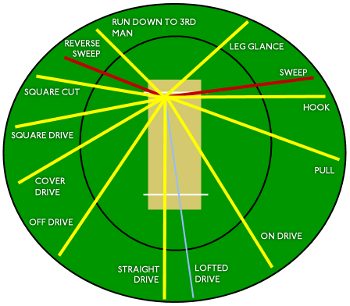 RUN DOWN TO 3RD
MAN
REVERSE
SWEEP
LEG GLANCE
SWEEP
SQUARE CUT
HOOK
SQUARE DRIVE
PULL
COVER
DRIVE
OFF DRIVE
ON DRIVE
STRAIGHT
DRIVE
LOFTED
DRIVE